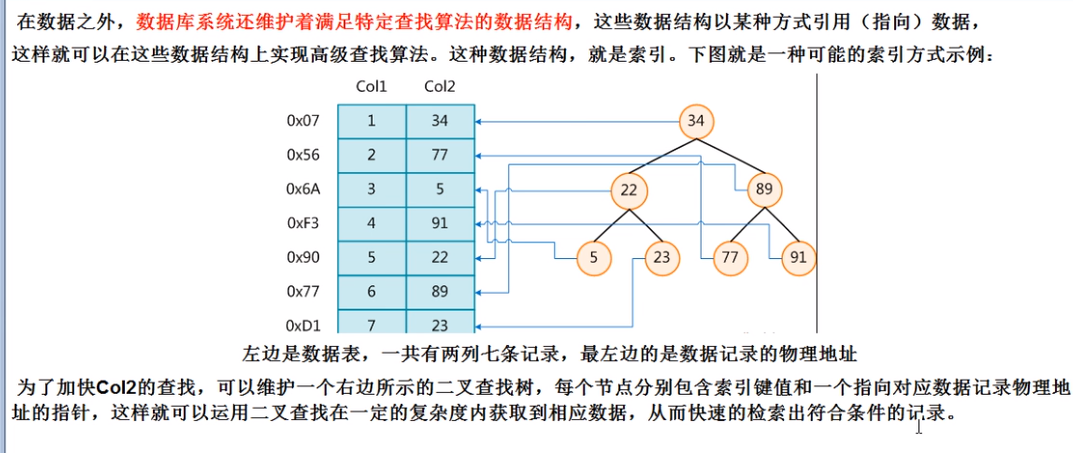 在数据之外，数据库系统还维护着满足特定查找算法的数据结构，这些数据结构以某种方式引用（指向）数据，
这样就可以在这些数据结构上实现高级查找算法。这种数据结构，就是索引。下图就是一种可能的索引方式示例：
Col1 Col2
0x07 1 34 34
0x56 2 77
0x6A 3 5 22 89
0xF3 4 91
0x90 5 22 5 23 77 91
0x77 6 89
0xD1 7 23
左边是数据表，一共有两列七条记录，最左边的是数据记录的物理地址
为了加快Col2的查找，可以维护一个右边所示的二叉查找树，每个节点分别包含索引键值和一个指向对应数据记录物理地
址的指针，这样就可以运用二叉查找在一定的复杂度内获取到相应数据，从而快速的检索出符合条件的记录。